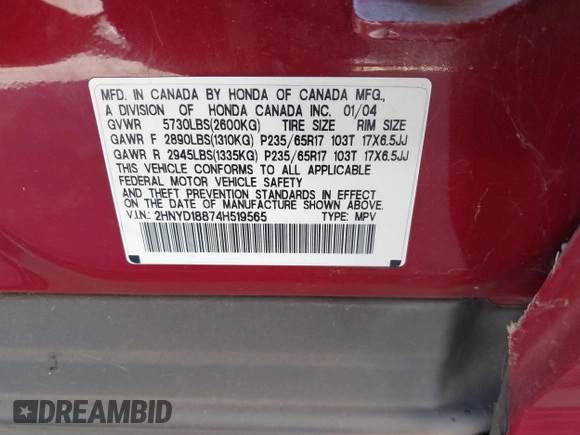 MFD. IN CANADA BY HONDA OF CANADA MFG.,
A DIVISION OF HONDA CANADA INC. 01/04
GVWR 5730LBS(2600KG) TIRE SIZE RIM SIZE
GAWR F 2890LBS(1310KG) P235/65R17 103T 17X6.5JJ
GAWR R 2945LBS(1335KG) P235/65R17 103T 17X6.5JJ
THIS VEHICLE CONFORMS TO ALL APPLICABLE
FEDERAL MOTOR VEHICLE SAFETY
AND THEFT PREVENTION STANDARDS IN EFFECT
ON THE DATE OF MANUFACTURE SHOWN ABOVE.
V.I.N.: 2HNYD18874H519565 TYPE: MPV
DREAMBID